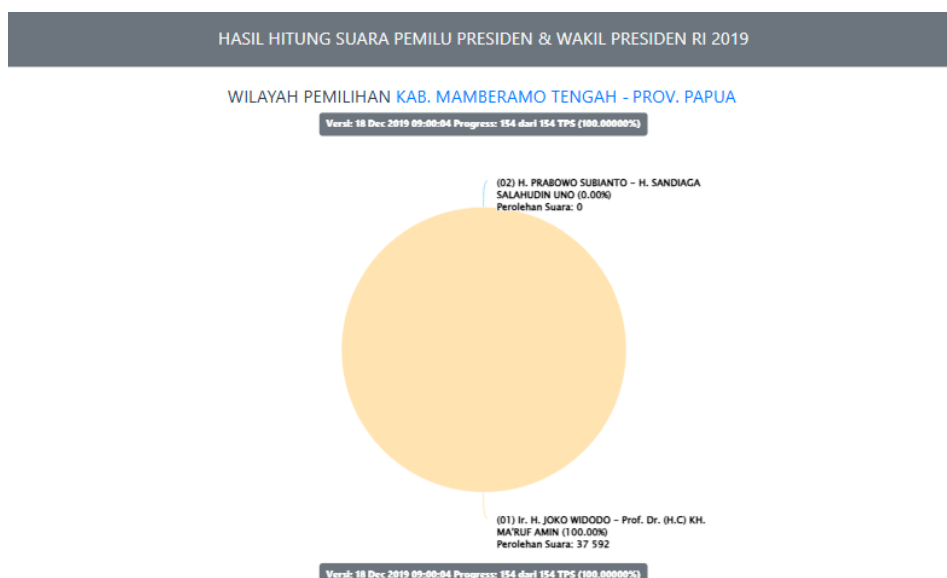 HASIL HITUNG SUARA PEMILU PRESIDEN & WAKIL PRESIDEN RI 2019
WILAYAH PEMILIHAN KAB. MAMBERAMO TENGAH - PROV. PAPUA
Versi: 18 Dec 2019 09:00:04 Progress: 154 dari 154 TPS (100.00000%)
(02) H. PRABOWO SUBIANTO - H. SANDIAGA
SALAHUDIN UNO (0.00%)
Perolehan Suara: 0
(01) Ir. H. JOKO WIDODO - Prof. Dr. (H.C) KH.
MA'RUF AMIN (100.00%)
Perolehan Suara: 37 592
Versi: 18 Dec 2019 09:00:04 Progress: 154 dari 154 TPS (100.00000%)